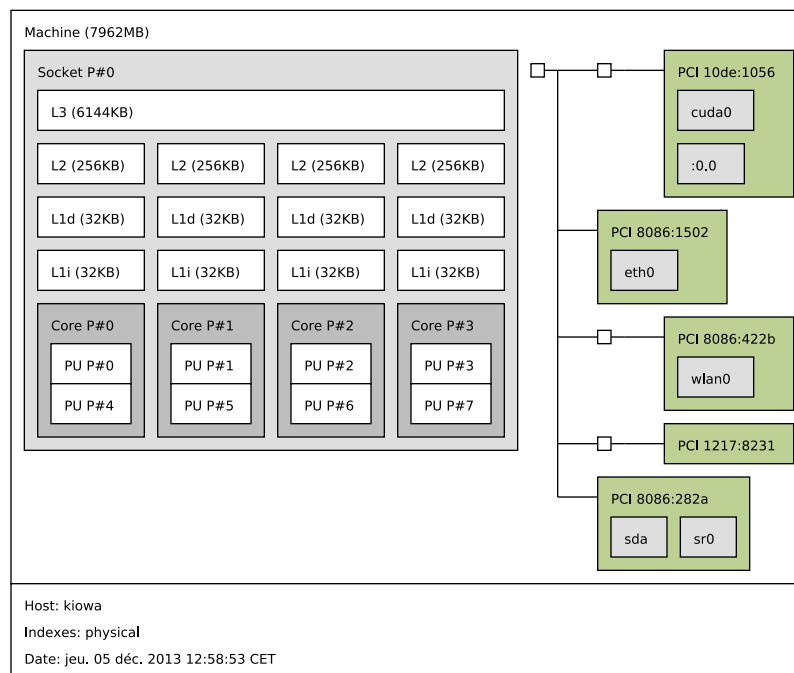 Machine (7962MB)
Socket P#0
L3 (6144KB)
L2 (256KB) L2 (256KB) L2 (256KB) L2 (256KB)
L1d (32KB) L1d (32KB) L1d (32KB) L1d (32KB)
L1i (32KB) L1i (32KB) L1i (32KB) L1i (32KB)
Core P#0 Core P#1 Core P#2 Core P#3
PU P#0 PU P#1 PU P#2 PU P#3
PU P#4 PU P#5 PU P#6 PU P#7
PCI 10de:1056
cuda0
:0.0
PCI 8086:1502
eth0
PCI 8086:422b
wlan0
PCI 1217:8231
PCI 8086:282a
sda sr0
Host: kiowa
Indexes: physical
Date: jeu. 05 déc. 2013 12:58:53 CET